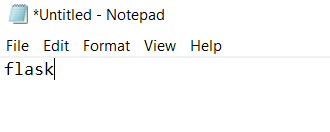 *Untitled - Notepad
File Edit Format View Help
flask